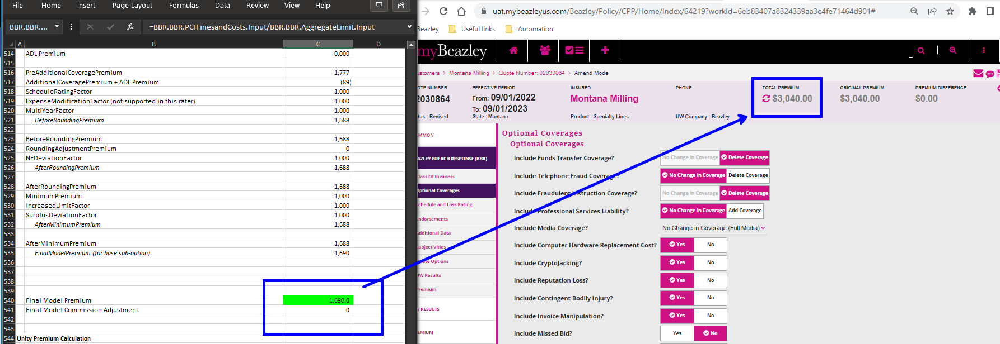 File Home Insert Page Layout Formulas Data Review View Help
BBR.BBR.... fx =BBR.BBR.PCIFinesandCosts.Input/BBR.BBR.AggregateLimit.Input
A B C D
514 ADL Premium 0.000
515
516 PreAdditionalCoveragePremium 1,777
517 AdditionalCoveragePremium + ADL Premium (89)
518 ScheduleRatingFactor 1.000
519 ExpenseModificationFactor (not supported in this rater) 1.000
520 MultiYearFactor 1.000
521 BeforeRoundingPremium 1,688
522
523 BeforeRoundingPremium 1,688
524 RoundingAdjustmentPremium 0
525 NEDeviationFactor 1.000
526 AfterRoundingPremium 1,688
527
528 AfterRoundingPremium 1,688
529 MinimumPremium 1,000
530 IncreasedLimitFactor 1.000
531 SurplusDeviationFactor 1.000
532 AfterMinimumPremium 1,688
533
534 AfterMinimumPremium 1,688
535 FinalModelPremium (for base sub-option) 1,690
536
537
538
539
540 Final Model Premium 1,690.0
541 Final Model Commission Adjustment 0
542
543
544 Unity Premium Calculation
uat.mybeazleyus.com/Beazley/Policy/CPP/Home/Index/64219?workId=6eb83407a8324339aa3e4fe71464d901#
Beazley Useful links Automation
myBeazley
ustomers > Montana Milling > Quote Number: 02030864 > Amend Mode
OTE NUMBER EFFECTIVE PERIOD INSURED PHONE TOTAL PREMIUM ORIGINAL PREMIUM PREMIUM DIFFERENCE
2030864 From: 09/01/2022 Montana Milling $3,040.00 $3,040.00 $0.00
To: 09/01/2023
tus : Revised State : Montana Product : Specialty Lines UW Company : Beazley
MMON
AZLEY BREACH RESPONSE (BBR)
lass Of Business
Optional Coverages
chedule and Loss Rating
ndorsements
Additional Data
ubjectivities
ote Options
UW Results
Premium
W RESULTS
EMIUM
Optional Coverages
Optional Coverages
Include Funds Transfer Coverage? No Change in Coverage Delete Coverage
Include Telephone Fraud Coverage? No Change in Coverage Delete Coverage
Include Fraudulent Instruction Coverage? No Change in Coverage Delete Coverage
Include Professional Services Liability? No Change in Coverage Add Coverage
Include Media Coverage? No Change in Coverage (Full Media)
Include Computer Hardware Replacement Cost? Yes No
Include CryptoJacking? Yes No
Include Reputation Loss? Yes No
Include Contingent Bodily Injury? Yes No
Include Invoice Manipulation? Yes No
Include Missed Bid? Yes No